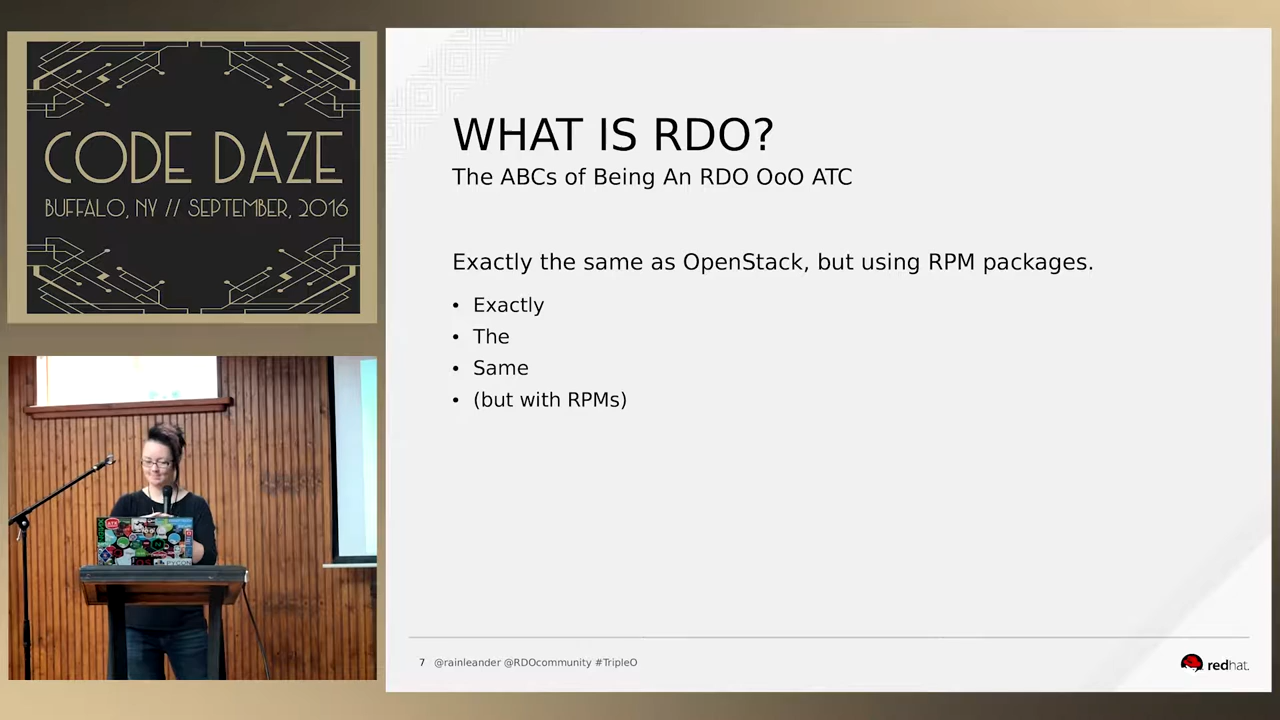 CODE DAZE
BUFFALO, NY // SEPTEMBER, 2016
WHAT IS RDO?
The ABCs of Being An RDO OoO ATC
Exactly the same as OpenStack, but using RPM packages.
• Exactly
• The
• Same
• (but with RPMs)
7 @rainleander @RDOcommunity #TripleO
redhat.